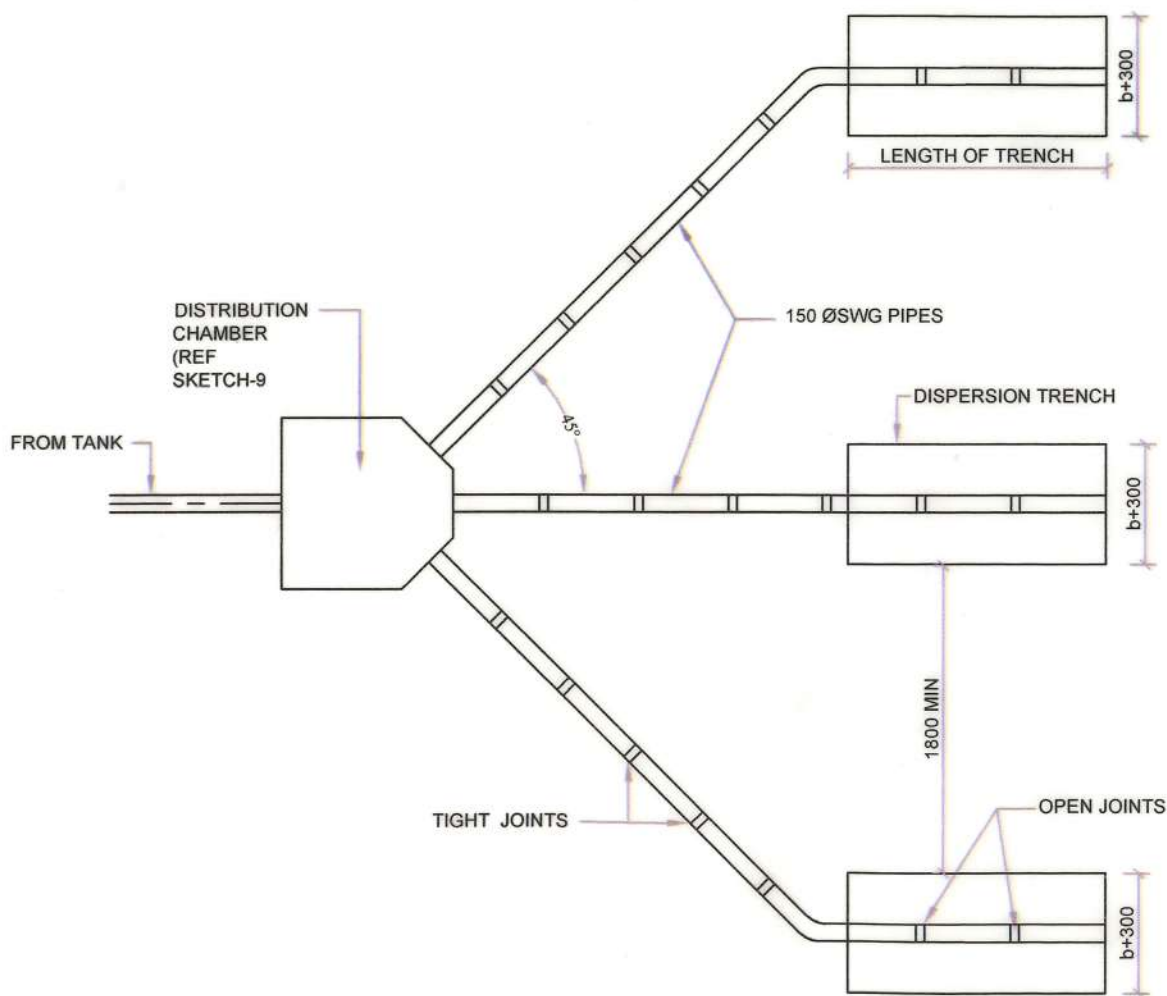 b+300
LENGTH OF TRENCH
150 ØSWG PIPES
DISTRIBUTION
CHAMBER
(REF
SKETCH-9
45°
DISPERSION TRENCH
FROM TANK
b+300
1800 MIN
TIGHT JOINTS
OPEN JOINTS
b+300